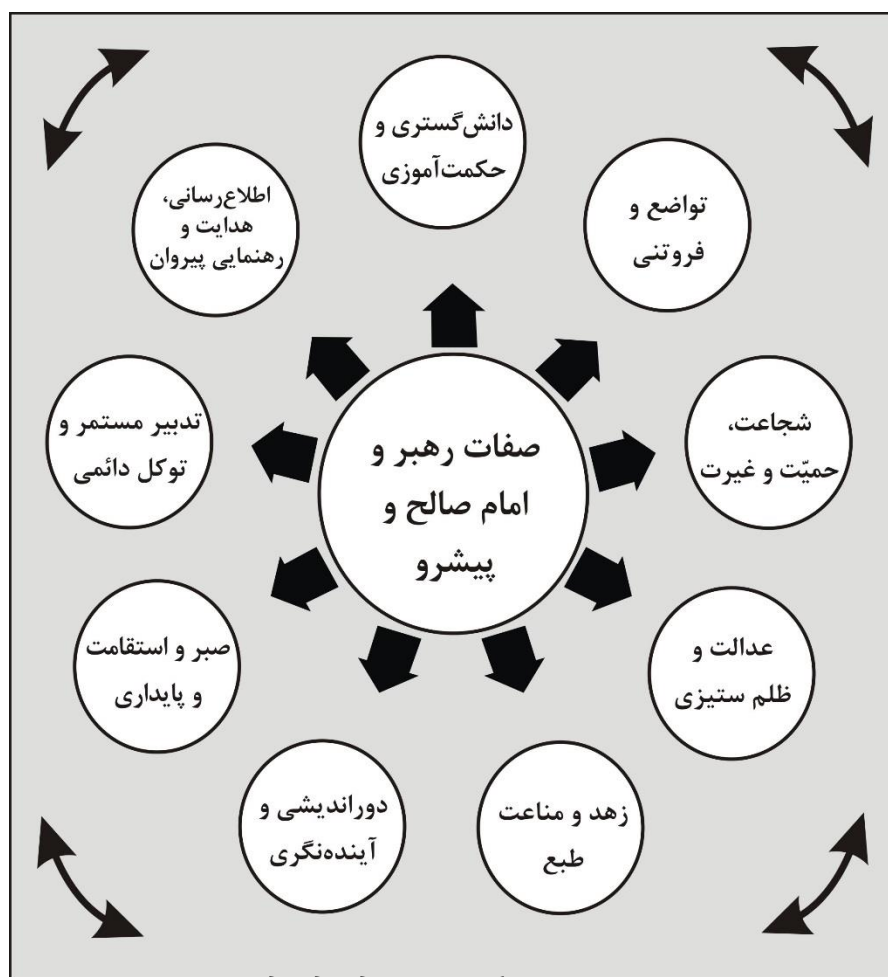 دانش‌گستری و
حکمت‌آموزی
تواضع و
فروتنی
شجاعت،
حمیّت و غیرت
عدالت و
ظلم ستیزی
زهد و مناعت
طبع
دوراندیشی و
آینده‌نگری
صبر و استقامت
و پایداری
تدبیر مستمر و
توکل دائمی
اطلاع‌رسانی،
هدایت و
رهنمایی پیروان
صفات رهبر و
امام صالح و
پیشرو